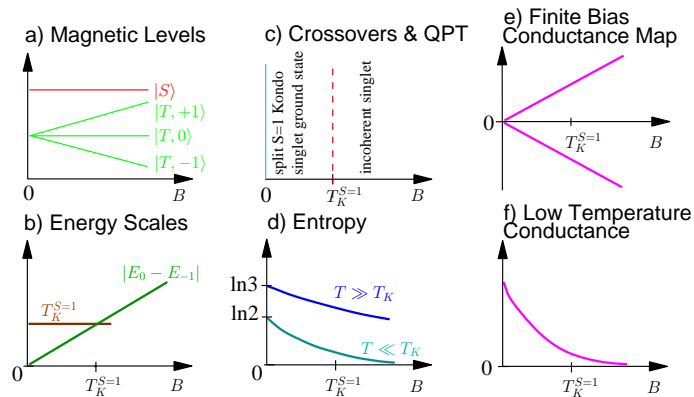 a) Magnetic Levels
|S⟩
|T, +1⟩
|T, 0⟩
|T, −1⟩
0
B
b) Energy Scales
|E₀ − E₋₁|
T_K^{S=1}
0
T_K^{S=1}
B
c) Crossovers & QPT
split S=1 Kondo
singlet ground state
incoherent singlet
0
T_K^{S=1}
B
d) Entropy
ln3
T ≫ T_K
ln2
T ≪ T_K
0
T_K^{S=1}
B
e) Finite Bias
Conductance Map
0
T_K^{S=1}
B
f) Low Temperature
Conductance
0
T_K^{S=1}
B